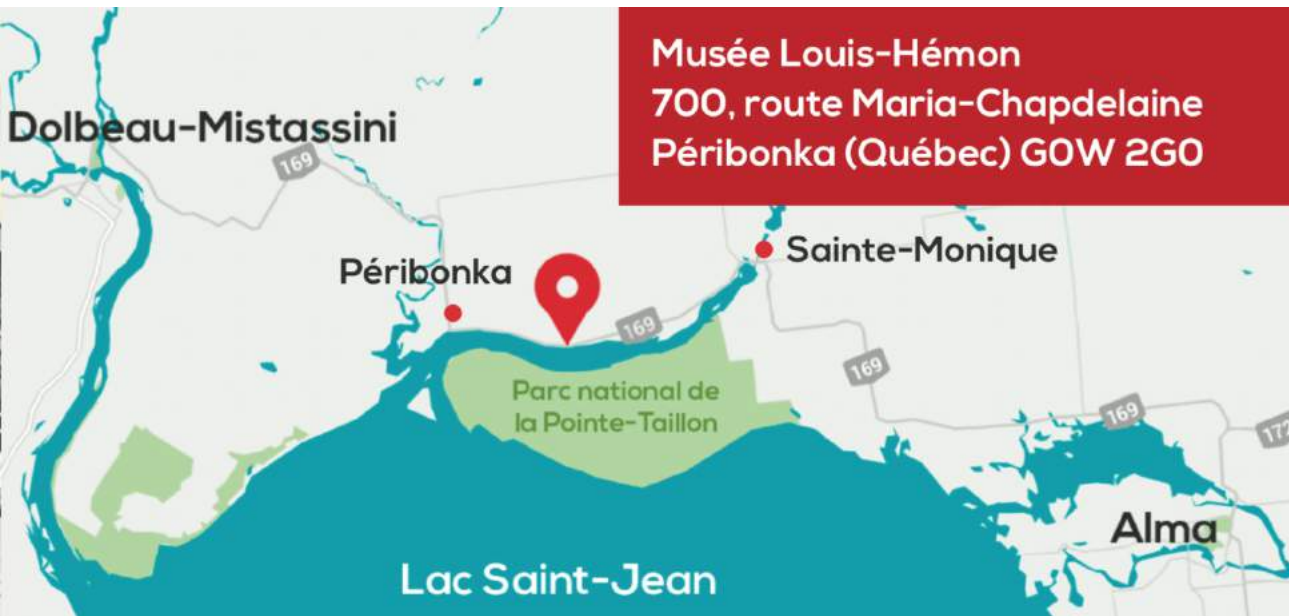 Musée Louis-Hémon
700, route Maria-Chapdelaine
Péribonka (Québec) G0W 2G0
Dolbeau-Mistassini
169
Péribonka
Sainte-Monique
169
169
Parc national de
la Pointe-Taillon
169
172
Alma
Lac Saint-Jean